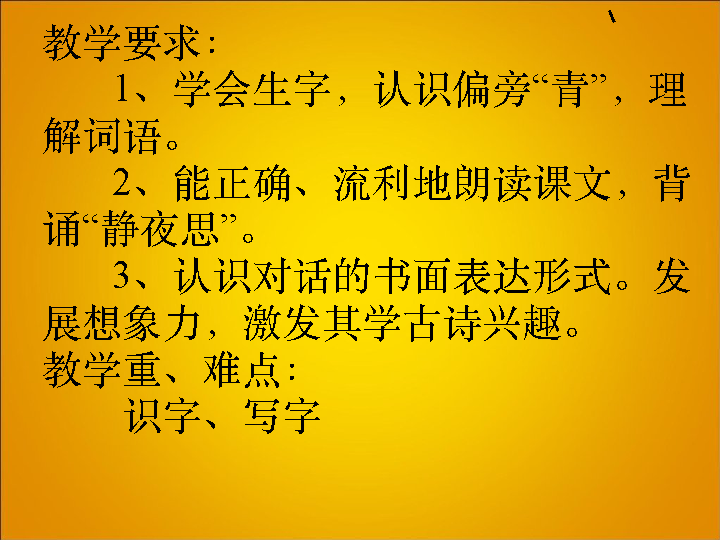 教学要求：
1、学会生字，认识偏旁“青”，理
解词语。
2、能正确、流利地朗读课文，背
诵“静夜思”。
3、认识对话的书面表达形式。发
展想象力，激发其学古诗兴趣。
教学重、难点：
识字、写字